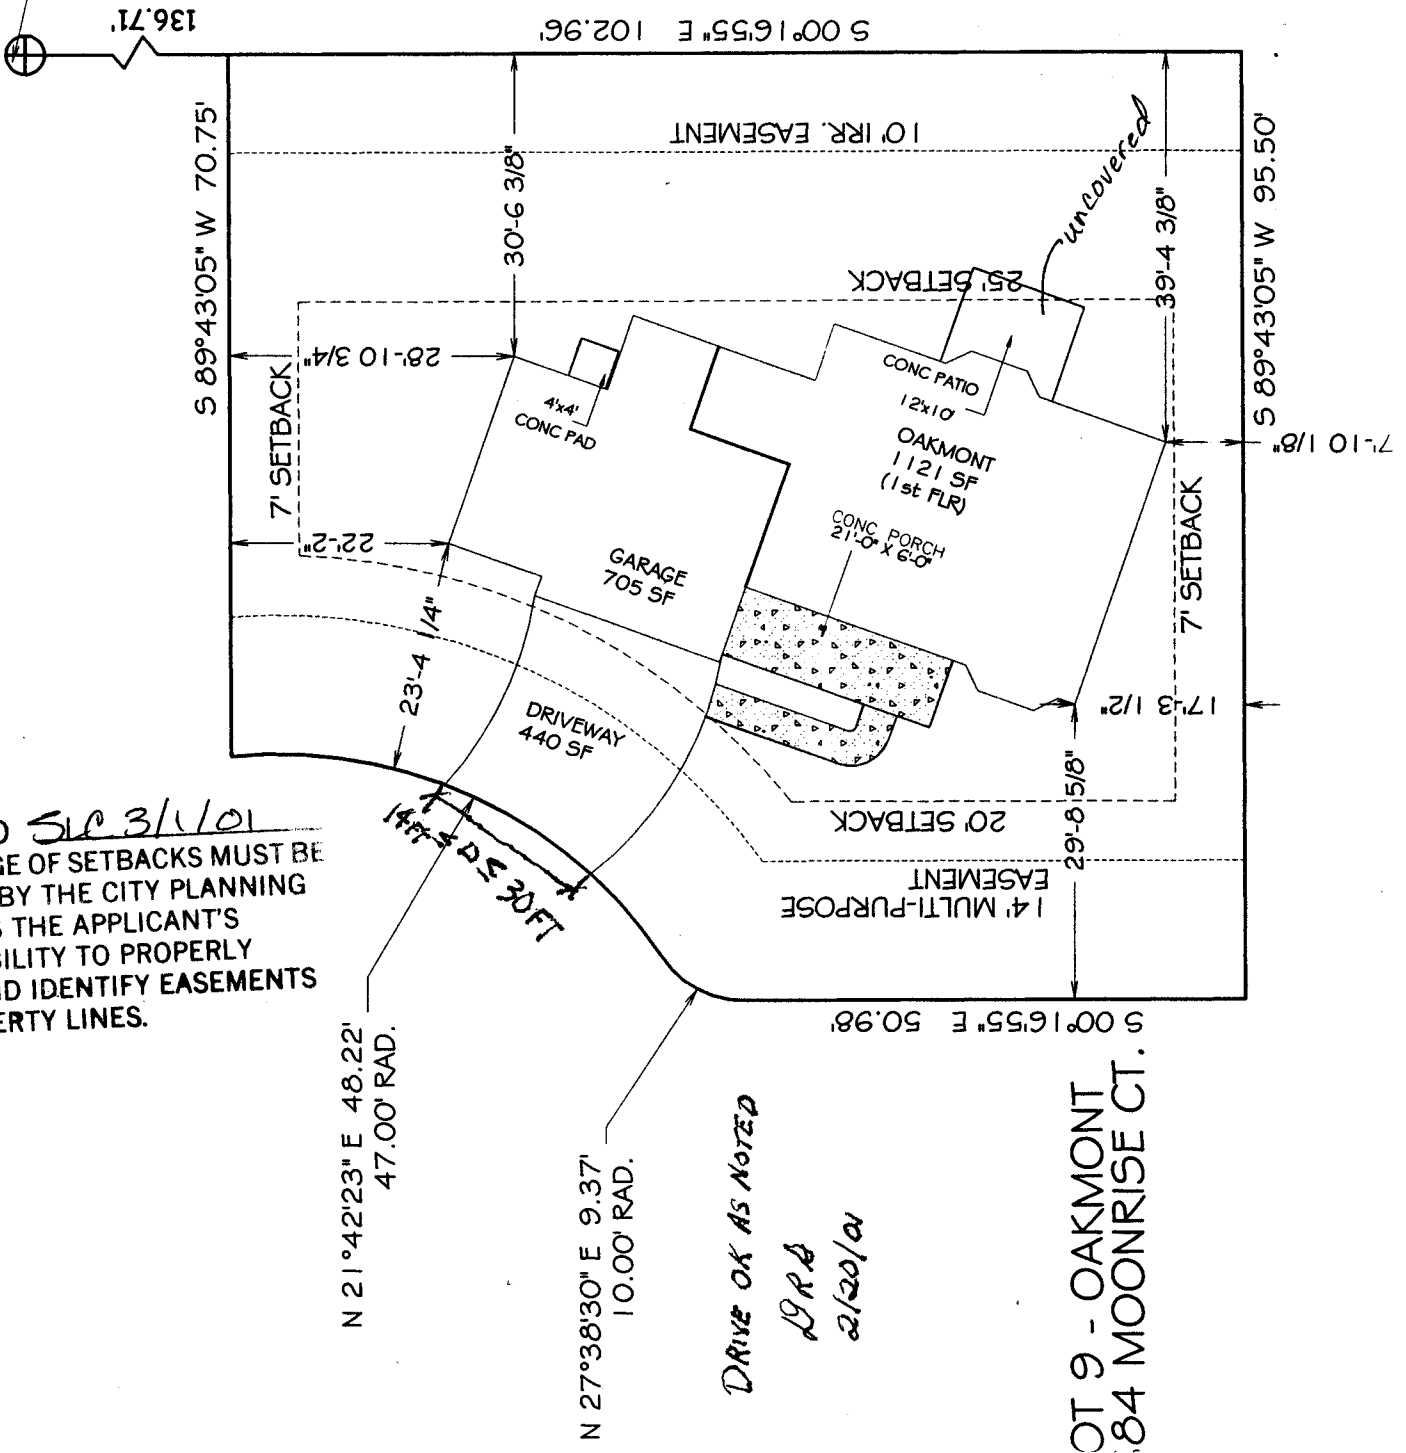 136.71'
S 00°16'55" E 102.96'
10' IRR. EASEMENT
S 89°43'05" W 70.75'
30'-6 3/8"
uncovered
25' SETBACK
39'-4 3/8"
S 89°43'05" W 95.50'
28'-10 3/4"
7' SETBACK
4'x4'
CONC PAD
CONC PATIO
12'x10'
OAKMONT
1121 SF
(1st FLR)
7'-10 1/8"
22'-2"
CONC PORCH
21'-0" X 6'-0"
GARAGE
705 SF
7' SETBACK
23'-4 1/4"
DRIVEWAY
440 SF
17'-3 1/2"
20' SETBACK
29'-8 5/8"
14' MULTI-PURPOSE
EASEMENT
14 FT ≤ D ≤ 30 FT
SLC 3/1/01
OF SETBACKS MUST BE
BY THE CITY PLANNING
THE APPLICANT'S
TO PROPERLY
IDENTIFY EASEMENTS
LINES.
S 00°16'55" E 50.98'
N 21°42'23" E 48.22'
47.00' RAD.
N 27°38'30" E 9.37'
10.00' RAD.
DRIVE OK AS NOTED
2/20/01
OT 9 - OAKMONT
84 MOONRISE CT.